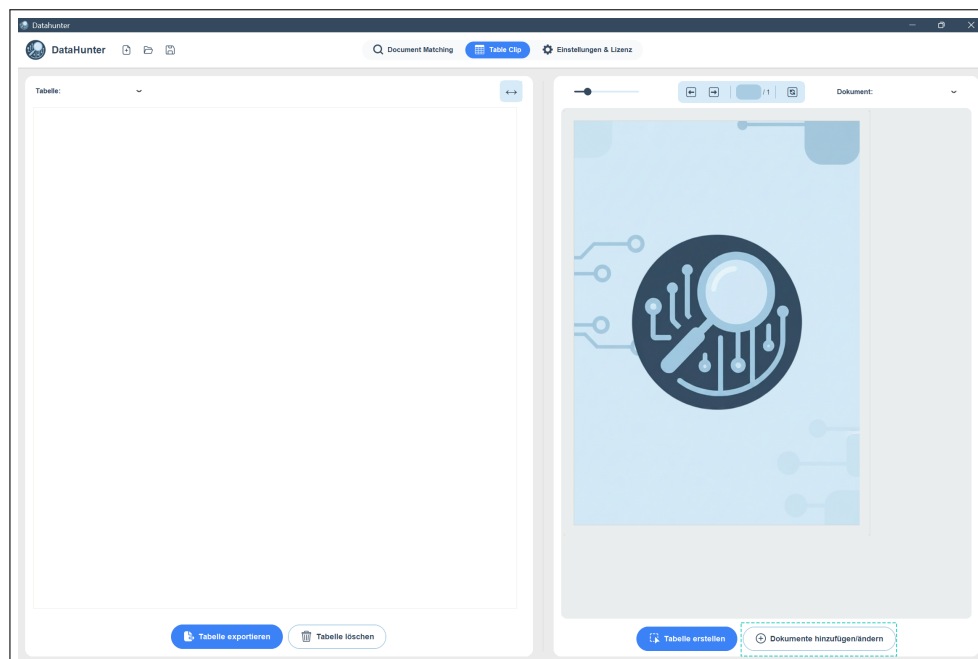 Datahunter
DataHunter
Document Matching
Table Clip
Einstellungen & Lizenz
Tabelle:
/ 1
Dokument:
Tabelle exportieren
Tabelle löschen
Tabelle erstellen
Dokumente hinzufügen/ändern